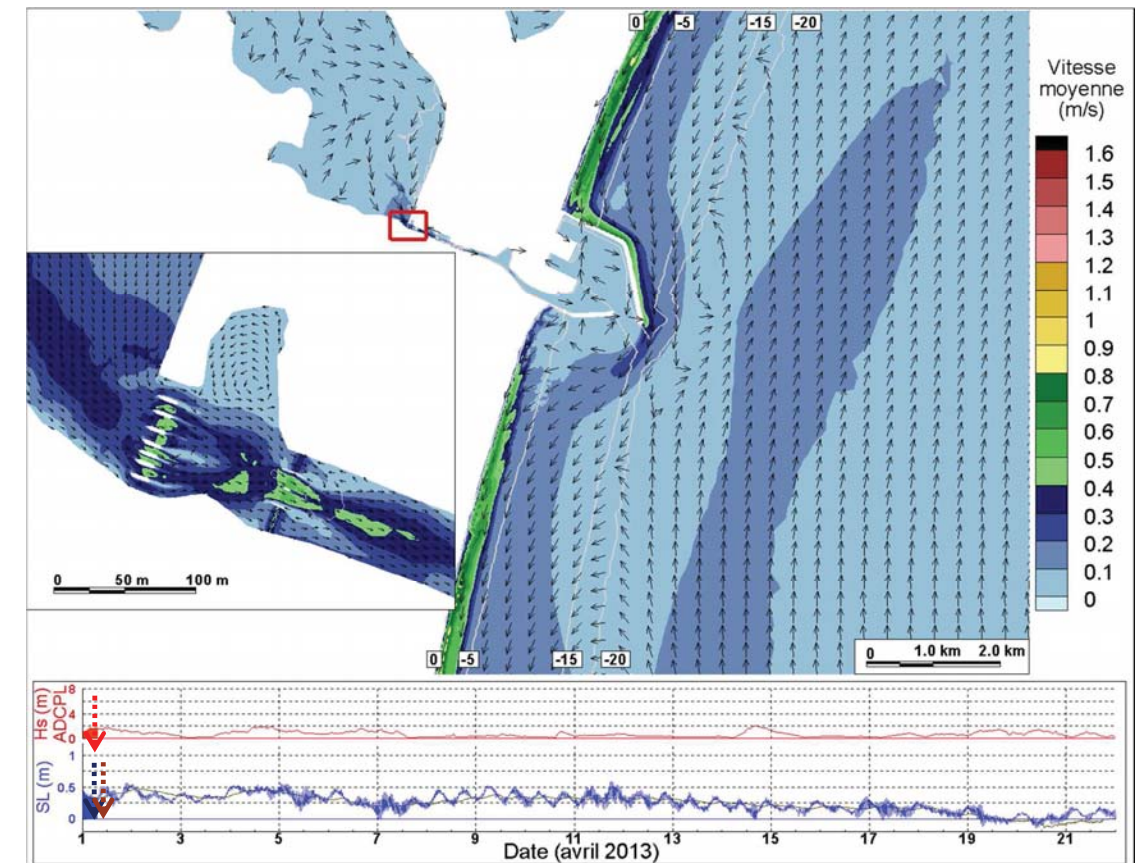 0 -5 -15 -20
Vitesse
moyenne
(m/s)
1.6
1.5
1.4
1.3
1.2
1.1
1
0.9
0.8
0.7
0.6
0.5
0.4
0.3
0.2
0.1
0
0 50 m 100 m
0 1.0 km 2.0 km
0 -5 -15 -20
Hs (m)
ADCPL
8
4
0
SL (m)
1
0.5
0
1 3 5 7 9 11 13 15 17 19 21
Date (avril 2013)